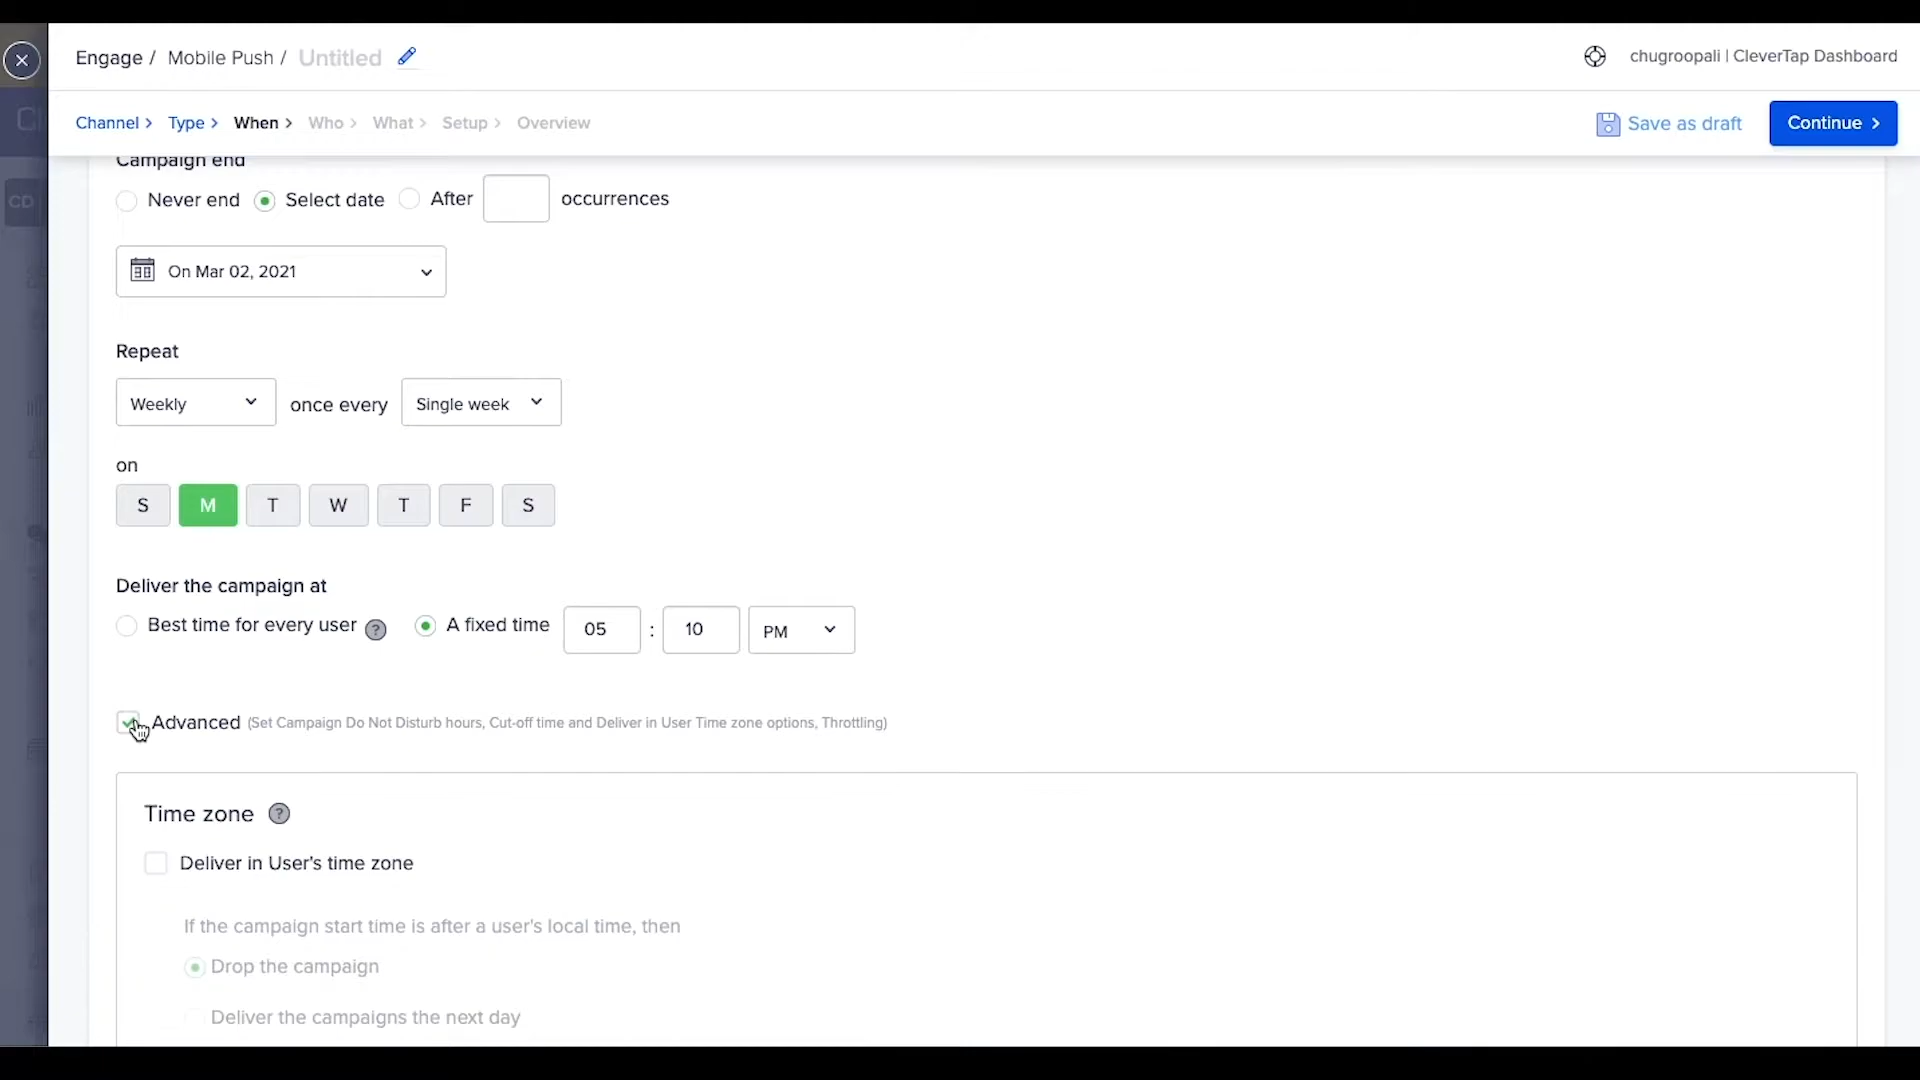 Engage / Mobile Push / Untitled
chugroopali | CleverTap Dashboard
Channel > Type > When > Who > What > Setup > Overview
Save as draft
Continue >
Campaign end
Never end Select date After occurrences
On Mar 02, 2021
Repeat
Weekly once every Single week
on
S M T W T F S
Deliver the campaign at
Best time for every user ? A fixed time 05 : 10 PM
Advanced (Set Campaign Do Not Disturb hours, Cut-off time and Deliver in User Time zone options, Throttling)
Time zone ?
Deliver in User's time zone
If the campaign start time is after a user's local time, then
Drop the campaign
Deliver the campaigns the next day
CD